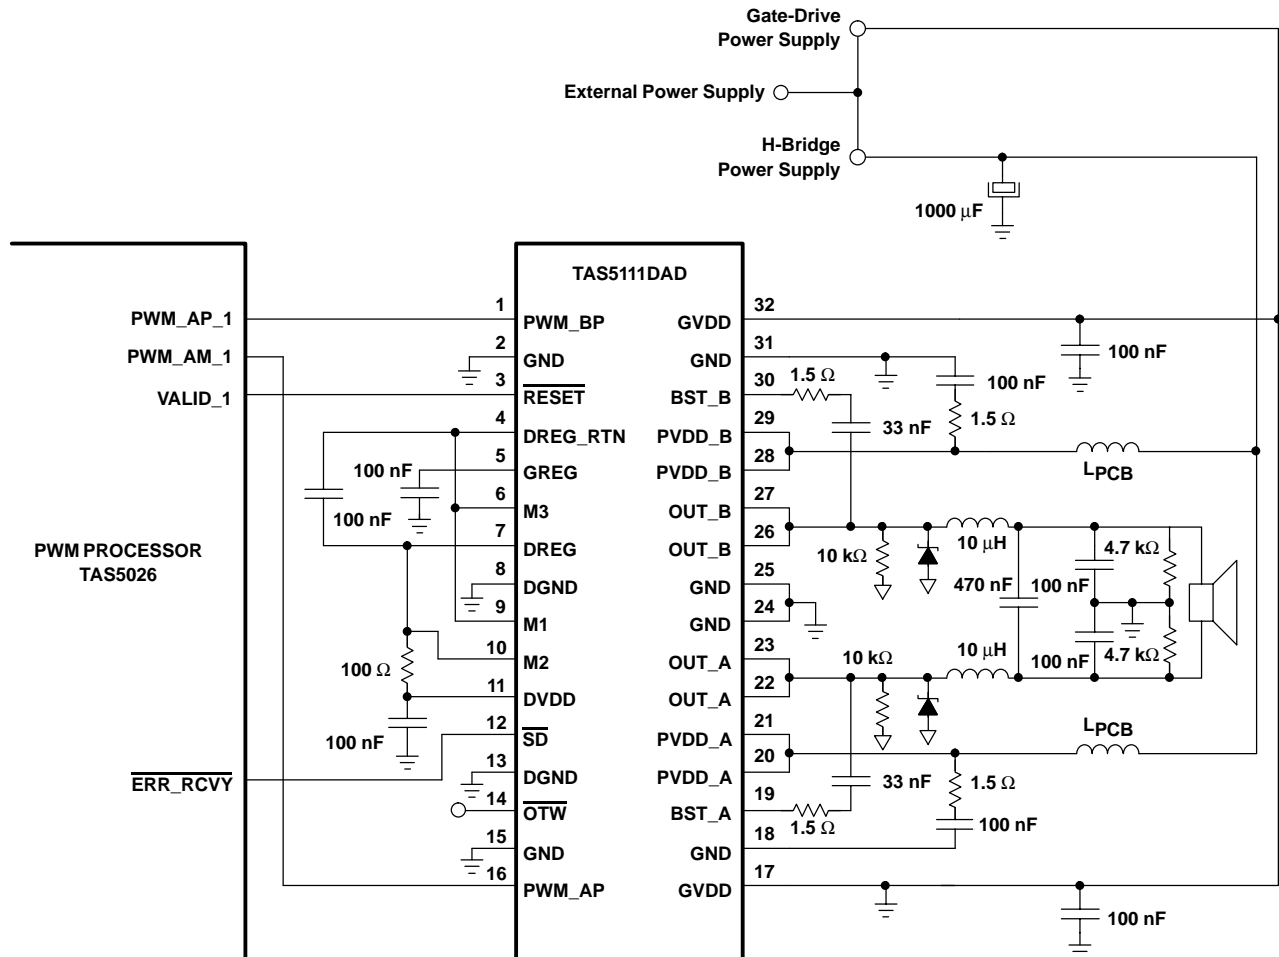 Gate-Drive
Power Supply
External Power Supply
H-Bridge
Power Supply
1000 μF
TAS5111DAD
PWM PROCESSOR
TAS5026
PWM_AP_1
PWM_AM_1
VALID_1
ERR_RCVY
1
PWM_BP
2
GND
3
RESET
4
DREG_RTN
5
GREG
6
M3
7
DREG
8
DGND
9
M1
10
M2
11
DVDD
12
SD
13
DGND
14
OTW
15
GND
16
PWM_AP
100 nF
100 nF
100 Ω
100 nF
32
GVDD
31
GND
30
BST_B
29
PVDD_B
28
PVDD_B
27
OUT_B
26
OUT_B
25
GND
24
GND
23
OUT_A
22
OUT_A
21
PVDD_A
20
PVDD_A
19
BST_A
18
GND
17
GVDD
100 nF
1.5 Ω
100 nF
33 nF
1.5 Ω
LPCB
10 kΩ
10 μH
4.7 kΩ
470 nF
100 nF
10 kΩ
10 μH
100 nF
4.7 kΩ
LPCB
33 nF
1.5 Ω
1.5 Ω
100 nF
100 nF